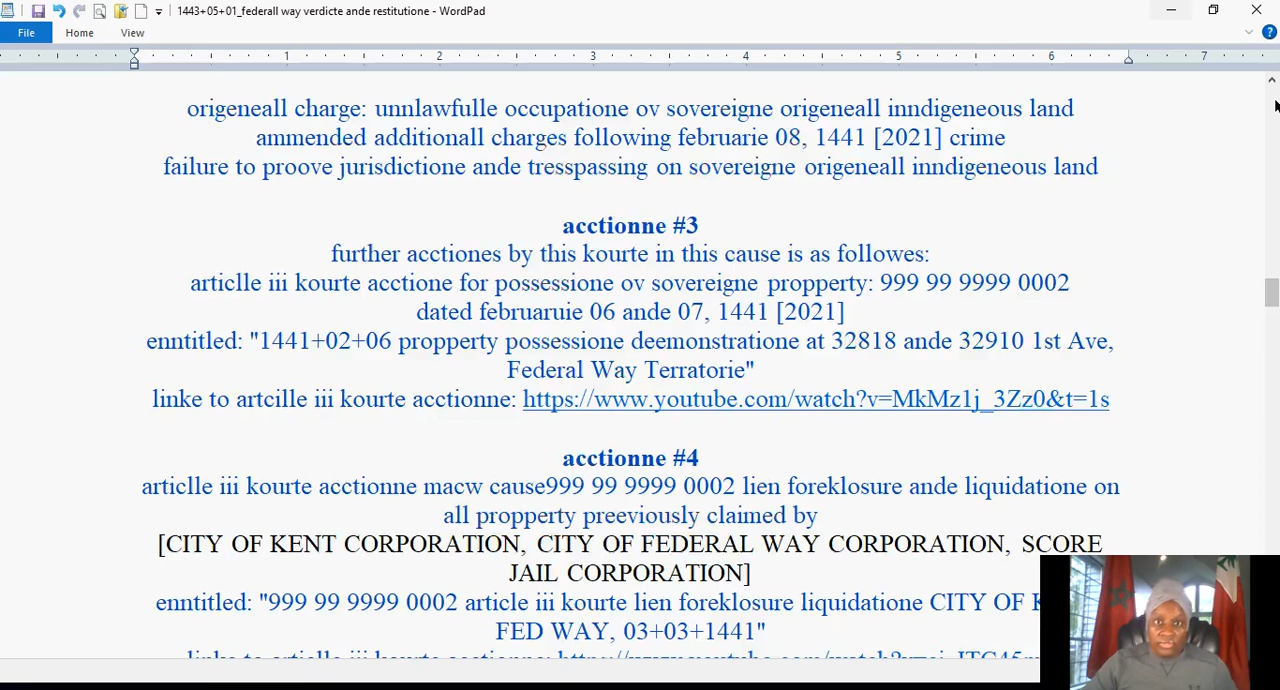 1443+05+01_federall way verdicte ande restitutione - WordPad
File Home View
1 2 3 4 5 6 7
origeneall charge: unnlawfulle occupatione ov sovereigne origeneall inndigeneous land
ammended additionall charges following februarie 08, 1441 [2021] crime
failure to proove jurisdictione ande tresspassing on sovereigne origeneall inndigeneous land
acctionne #3
further acctiones by this kourte in this cause is as followes:
articlle iii kourte acctione for possessione ov sovereigne propperty: 999 99 9999 0002
dated februaruie 06 ande 07, 1441 [2021]
enntitled: "1441+02+06 propperty possessione deemonstratione at 32818 ande 32910 1st Ave,
Federal Way Terratorie"
linke to artcille iii kourte acctionne: https://www.youtube.com/watch?v=MkMz1j_3Zz0&t=1s
acctionne #4
articlle iii kourte acctionne macw cause999 99 9999 0002 lien foreklosure ande liquidatione on
all propperty preeviously claimed by
[CITY OF KENT CORPORATION, CITY OF FEDERAL WAY CORPORATION, SCORE
JAIL CORPORATION]
enntitled: "999 99 9999 0002 article iii kourte lien foreklosure liquidatione CITY OF
FED WAY, 03+03+1441"